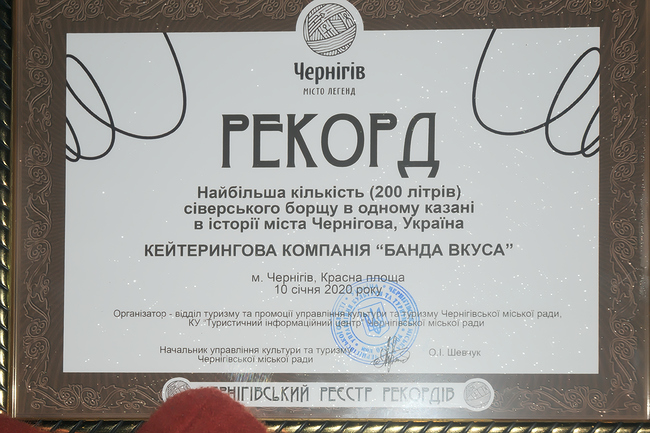 Чернігів
МІСТО ЛЕГЕНД
РЕКОРД
Найбільша кількість (200 літрів)
сіверського борщу в одному казані
в історії міста Чернігова, Україна
КЕЙТЕРИНГОВА КОМПАНІЯ “БАНДА ВКУСА”
м. Чернігів, Красна площа
10 січня 2020 року
Організатор - відділ туризму та промоції управління культури та туризму Чернігівської міської ради,
КУ “Туристичний інформаційний центр” Чернігівської міської ради
Начальник управління культури та туризму
Чернігівської міської ради
О.І. Шевчук
ЧЕРНІГІВСЬКИЙ РЕЄСТР РЕКОРДІВ